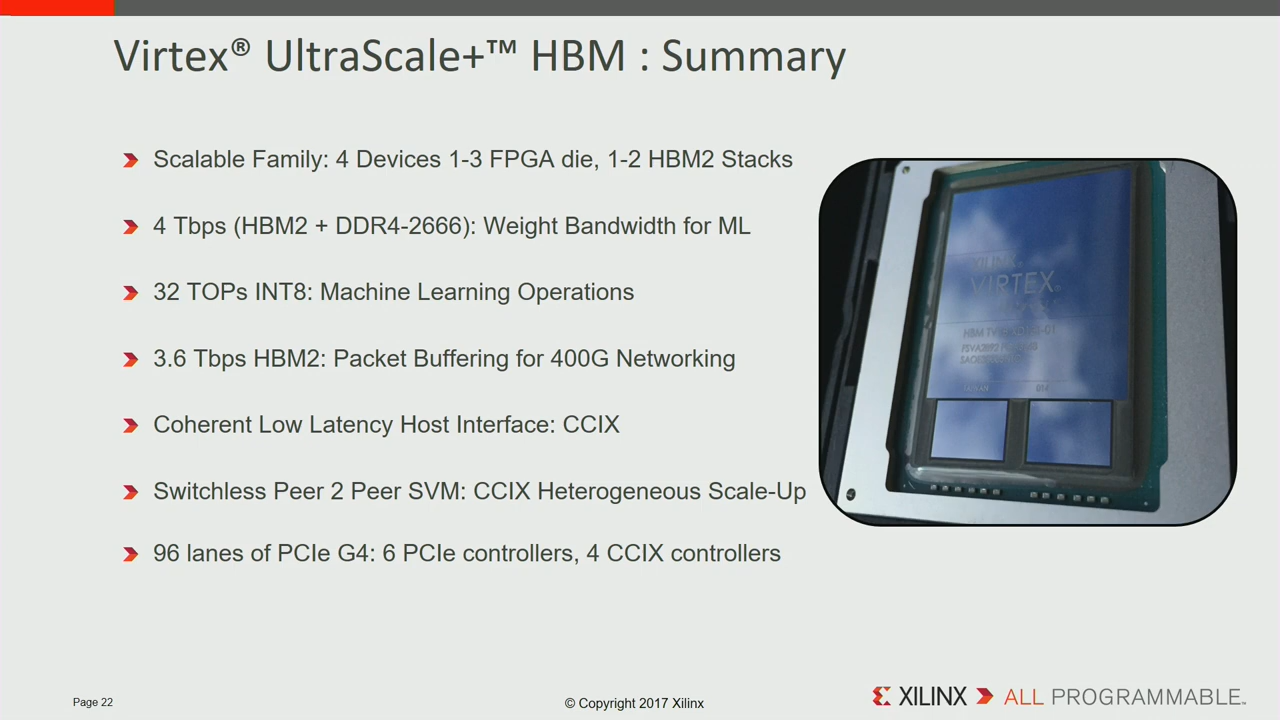 Virtex® UltraScale+™ HBM : Summary
Scalable Family: 4 Devices 1-3 FPGA die, 1-2 HBM2 Stacks
4 Tbps (HBM2 + DDR4-2666): Weight Bandwidth for ML
32 TOPs INT8: Machine Learning Operations
3.6 Tbps HBM2: Packet Buffering for 400G Networking
Coherent Low Latency Host Interface: CCIX
Switchless Peer 2 Peer SVM: CCIX Heterogeneous Scale-Up
96 lanes of PCIe G4: 6 PCIe controllers, 4 CCIX controllers
XILINX®
VIRTEX®
HBM
TAIWAN
Page 22
© Copyright 2017 Xilinx
XILINX ALL PROGRAMMABLE™